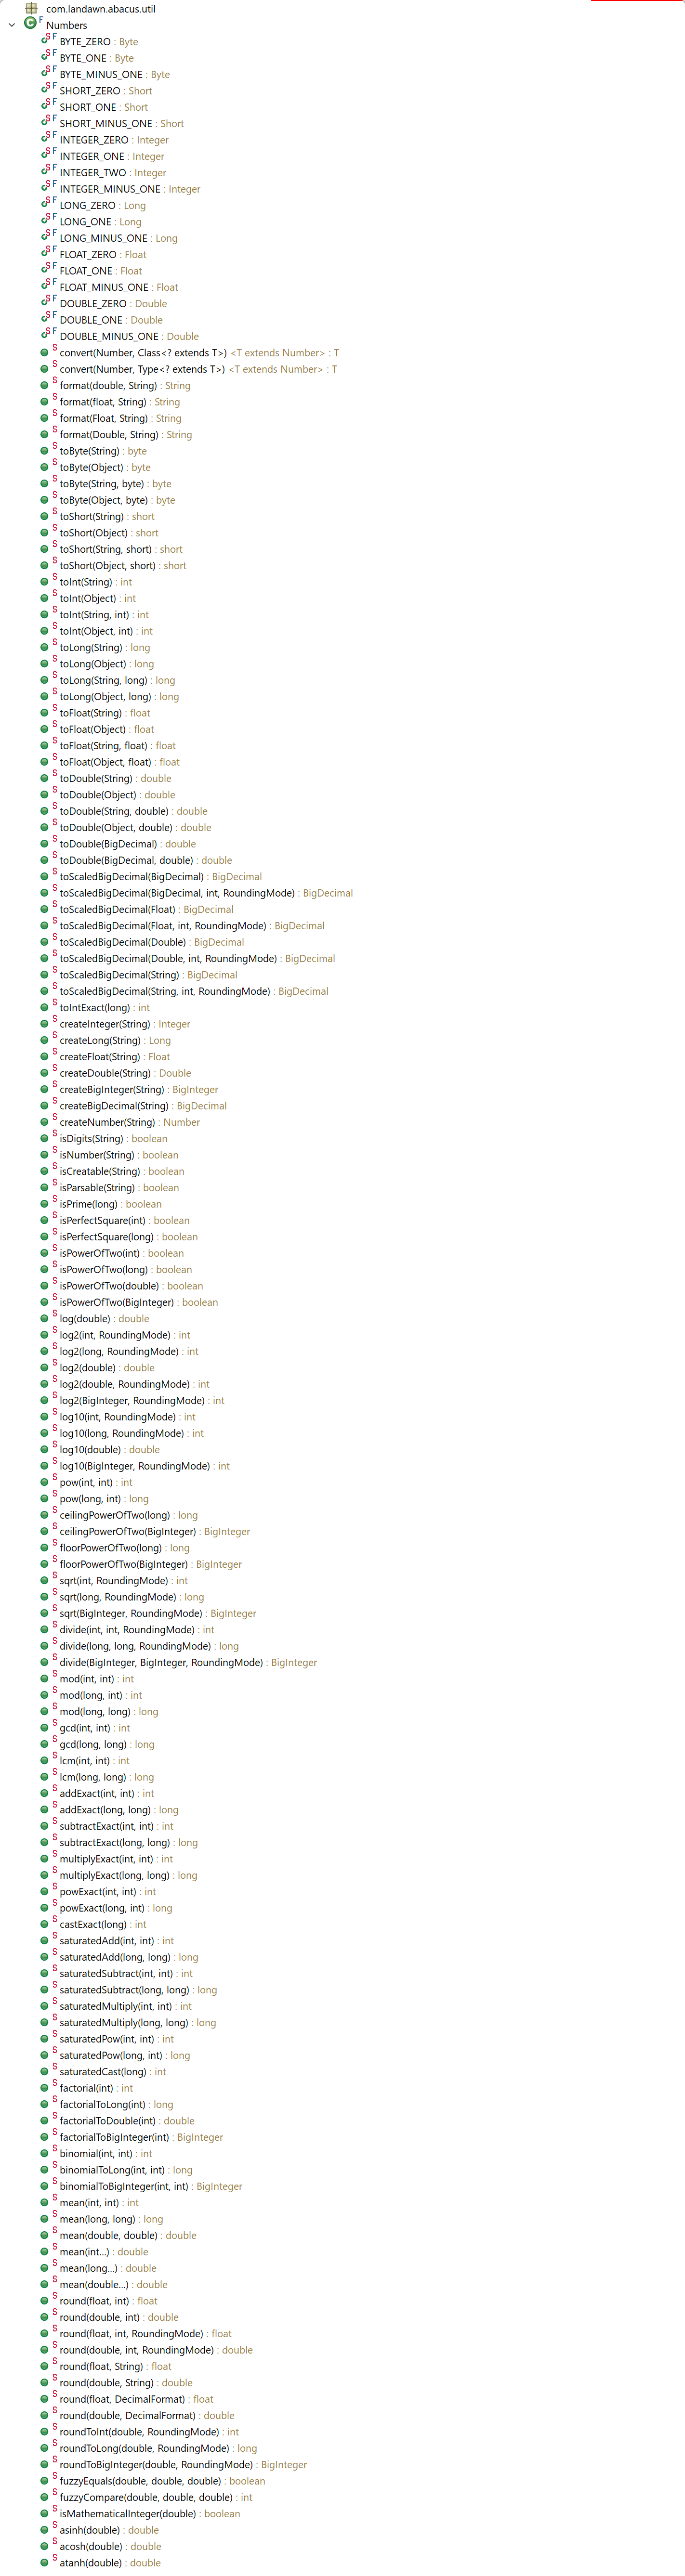 com.landawn.abacus.util
Numbers
BYTE_ZERO : Byte
BYTE_ONE : Byte
BYTE_MINUS_ONE : Byte
SHORT_ZERO : Short
SHORT_ONE : Short
SHORT_MINUS_ONE : Short
INTEGER_ZERO : Integer
INTEGER_ONE : Integer
INTEGER_TWO : Integer
INTEGER_MINUS_ONE : Integer
LONG_ZERO : Long
LONG_ONE : Long
LONG_MINUS_ONE : Long
FLOAT_ZERO : Float
FLOAT_ONE : Float
FLOAT_MINUS_ONE : Float
DOUBLE_ZERO : Double
DOUBLE_ONE : Double
DOUBLE_MINUS_ONE : Double
convert(Number, Class<? extends T>) <T extends Number> : T
convert(Number, Type<? extends T>) <T extends Number> : T
format(double, String) : String
format(float, String) : String
format(Float, String) : String
format(Double, String) : String
toByte(String) : byte
toByte(Object) : byte
toByte(String, byte) : byte
toByte(Object, byte) : byte
toShort(String) : short
toShort(Object) : short
toShort(String, short) : short
toShort(Object, short) : short
toInt(String) : int
toInt(Object) : int
toInt(String, int) : int
toInt(Object, int) : int
toLong(String) : long
toLong(Object) : long
toLong(String, long) : long
toLong(Object, long) : long
toFloat(String) : float
toFloat(Object) : float
toFloat(String, float) : float
toFloat(Object, float) : float
toDouble(String) : double
toDouble(Object) : double
toDouble(String, double) : double
toDouble(Object, double) : double
toDouble(BigDecimal) : double
toDouble(BigDecimal, double) : double
toScaledBigDecimal(BigDecimal) : BigDecimal
toScaledBigDecimal(BigDecimal, int, RoundingMode) : BigDecimal
toScaledBigDecimal(Float) : BigDecimal
toScaledBigDecimal(Float, int, RoundingMode) : BigDecimal
toScaledBigDecimal(Double) : BigDecimal
toScaledBigDecimal(Double, int, RoundingMode) : BigDecimal
toScaledBigDecimal(String) : BigDecimal
toScaledBigDecimal(String, int, RoundingMode) : BigDecimal
toIntExact(long) : int
createInteger(String) : Integer
createLong(String) : Long
createFloat(String) : Float
createDouble(String) : Double
createBigInteger(String) : BigInteger
createBigDecimal(String) : BigDecimal
createNumber(String) : Number
isDigits(String) : boolean
isNumber(String) : boolean
isCreatable(String) : boolean
isParsable(String) : boolean
isPrime(long) : boolean
isPerfectSquare(int) : boolean
isPerfectSquare(long) : boolean
isPowerOfTwo(int) : boolean
isPowerOfTwo(long) : boolean
isPowerOfTwo(double) : boolean
isPowerOfTwo(BigInteger) : boolean
log(double) : double
log2(int, RoundingMode) : int
log2(long, RoundingMode) : int
log2(double) : double
log2(double, RoundingMode) : int
log2(BigInteger, RoundingMode) : int
log10(int, RoundingMode) : int
log10(long, RoundingMode) : int
log10(double) : double
log10(BigInteger, RoundingMode) : int
pow(int, int) : int
pow(long, int) : long
ceilingPowerOfTwo(long) : long
ceilingPowerOfTwo(BigInteger) : BigInteger
floorPowerOfTwo(long) : long
floorPowerOfTwo(BigInteger) : BigInteger
sqrt(int, RoundingMode) : int
sqrt(long, RoundingMode) : long
sqrt(BigInteger, RoundingMode) : BigInteger
divide(int, int, RoundingMode) : int
divide(long, long, RoundingMode) : long
divide(BigInteger, BigInteger, RoundingMode) : BigInteger
mod(int, int) : int
mod(long, int) : int
mod(long, long) : long
gcd(int, int) : int
gcd(long, long) : long
lcm(int, int) : int
lcm(long, long) : long
addExact(int, int) : int
addExact(long, long) : long
subtractExact(int, int) : int
subtractExact(long, long) : long
multiplyExact(int, int) : int
multiplyExact(long, long) : long
powExact(int, int) : int
powExact(long, int) : long
castExact(long) : int
saturatedAdd(int, int) : int
saturatedAdd(long, long) : long
saturatedSubtract(int, int) : int
saturatedSubtract(long, long) : long
saturatedMultiply(int, int) : int
saturatedMultiply(long, long) : long
saturatedPow(int, int) : int
saturatedPow(long, int) : long
saturatedCast(long) : int
factorial(int) : int
factorialToLong(int) : long
factorialToDouble(int) : double
factorialToBigInteger(int) : BigInteger
binomial(int, int) : int
binomialToLong(int, int) : long
binomialToBigInteger(int, int) : BigInteger
mean(int, int) : int
mean(long, long) : long
mean(double, double) : double
mean(int...) : double
mean(long...) : double
mean(double...) : double
round(float, int) : float
round(double, int) : double
round(float, int, RoundingMode) : float
round(double, int, RoundingMode) : double
round(float, String) : float
round(double, String) : double
round(float, DecimalFormat) : float
round(double, DecimalFormat) : double
roundToInt(double, RoundingMode) : int
roundToLong(double, RoundingMode) : long
roundToBigInteger(double, RoundingMode) : BigInteger
fuzzyEquals(double, double, double) : boolean
fuzzyCompare(double, double, double) : int
isMathematicalInteger(double) : boolean
asinh(double) : double
acosh(double) : double
atanh(double) : double